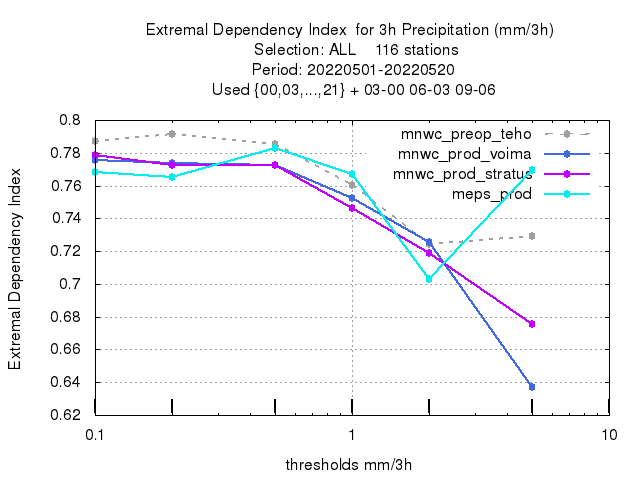 Extremal Dependency Index  for 3h Precipitation (mm/3h)
Selection: ALL    116 stations
Period: 20220501-20220520
Used {00,03,...,21} + 03-00 06-03 09-06
Extremal Dependency Index
0.8
0.78
0.76
0.74
0.72
0.7
0.68
0.66
0.64
0.62
mnwc_preop_teho
mnwc_prod_voima
mnwc_prod_stratus
meps_prod
0.1
1
10
thresholds mm/3h